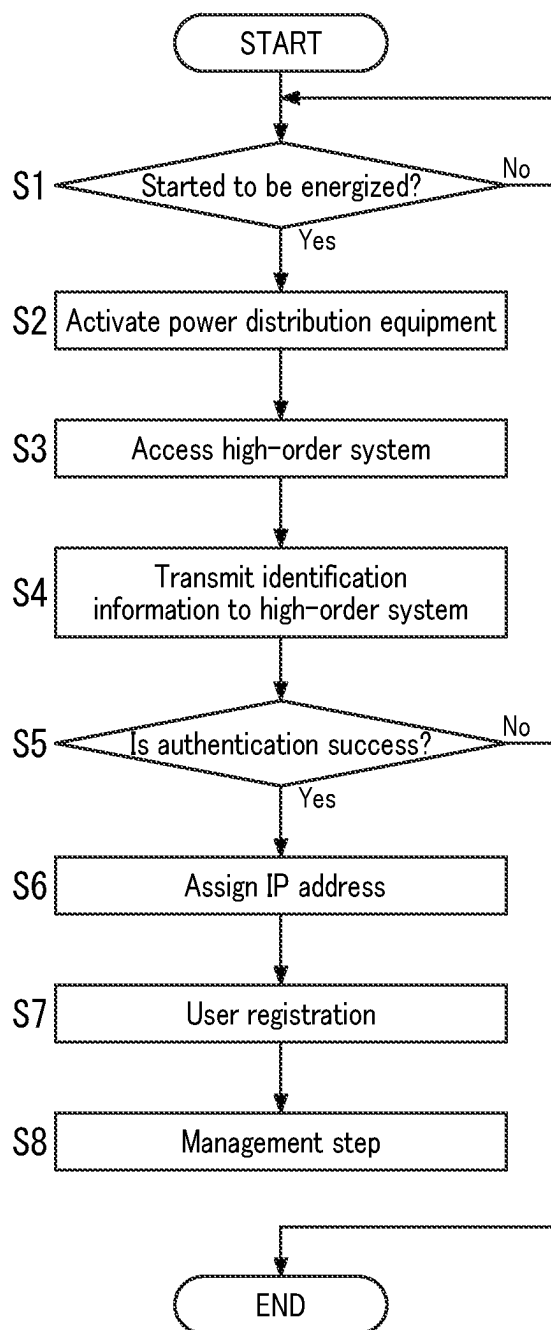 START
S1
Started to be energized?
No
Yes
S2
Activate power distribution equipment
S3
Access high-order system
S4
Transmit identification
information to high-order system
S5
Is authentication success?
No
Yes
S6
Assign IP address
S7
User registration
S8
Management step
END